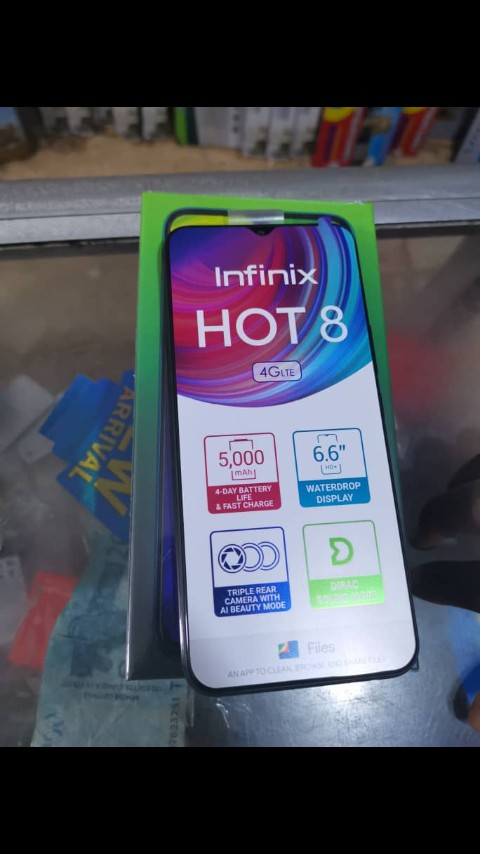 Infinix
HOT 8
4G LTE
5,000
mAh
4-DAY BATTERY
LIFE
& FAST CHARGE
6.6"
HD+
WATERDROP
DISPLAY
TRIPLE REAR
CAMERA WITH
AI BEAUTY MODE
DIRAC
Files
AN APP TO CLEAN, BROWSE AND SHARE FILES
NEW
ARRIVAL